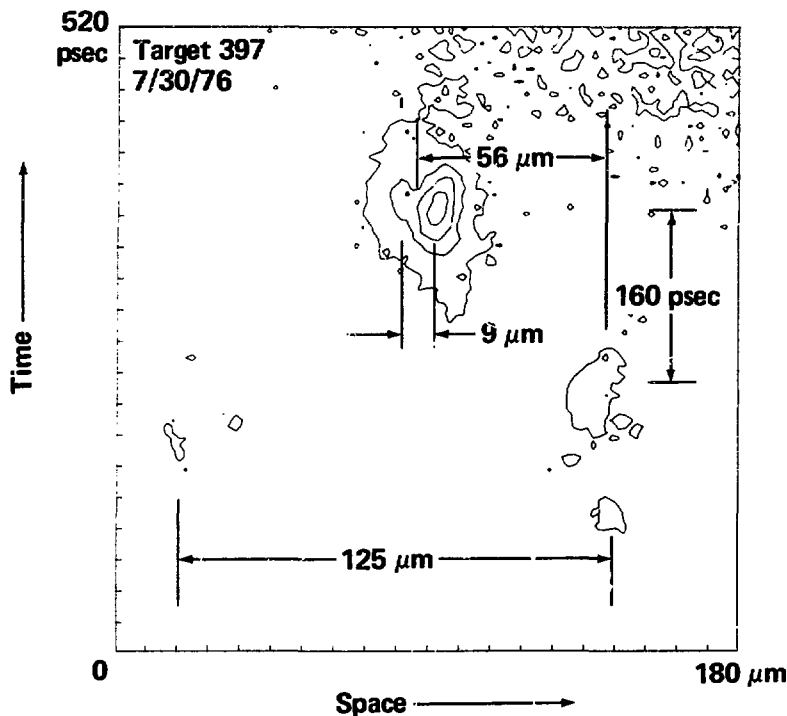 520
psec
Target 397
7/30/76
56 μm
160 psec
9 μm
Time
125 μm
0
180 μm
Space